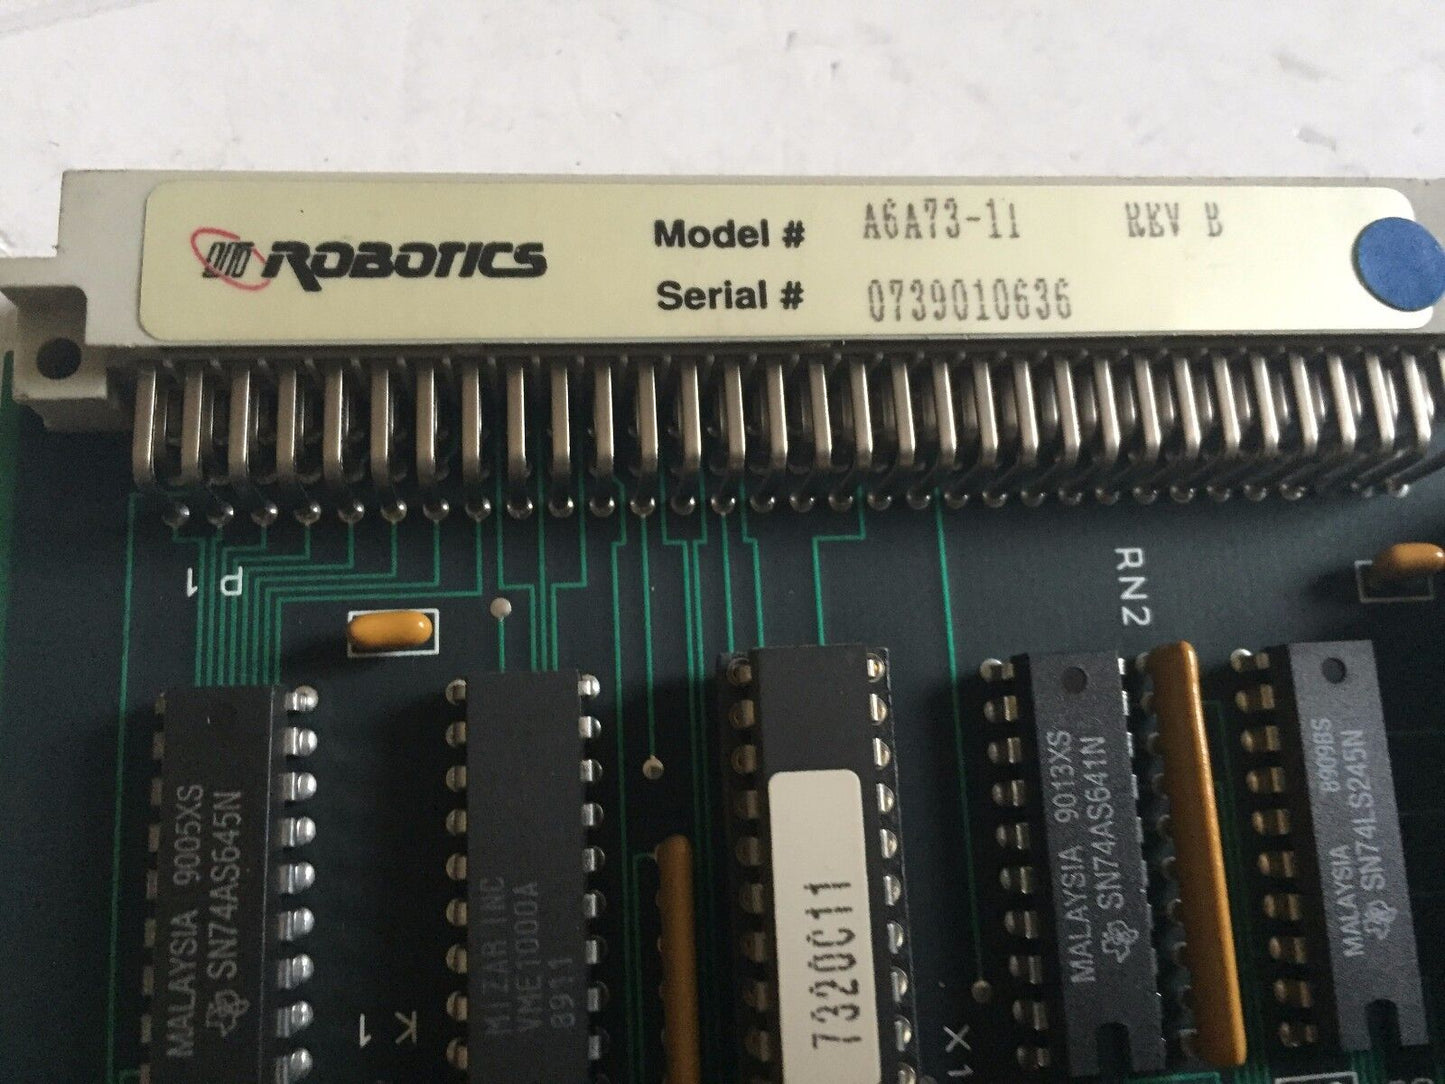 ROBOTICS
Model # A6A73-11 REV B
Serial # 0739010636
P1
RN2
MALAYSIA 9005XS
SN74AS645N
MIZAR INC
VME1000A
8911
7320C11
MALAYSIA 9013XS
SN74AS641N
MALAYSIA 8909BS
SN74LS245N
K1
X1